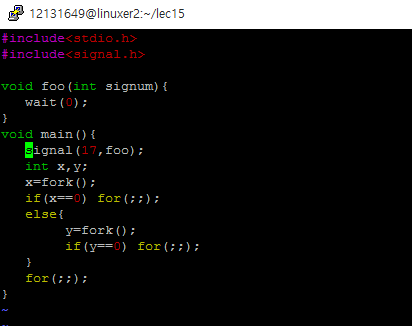 12131649@linuxer2:~/lec15
#include<stdio.h>
#include<signal.h>
void foo(int signum){
wait(0);
}
void main(){
signal(17,foo);
int x,y;
x=fork();
if(x==0) for(;;);
else{
y=fork();
if(y==0) for(;;);
}
for(;;);
}
~